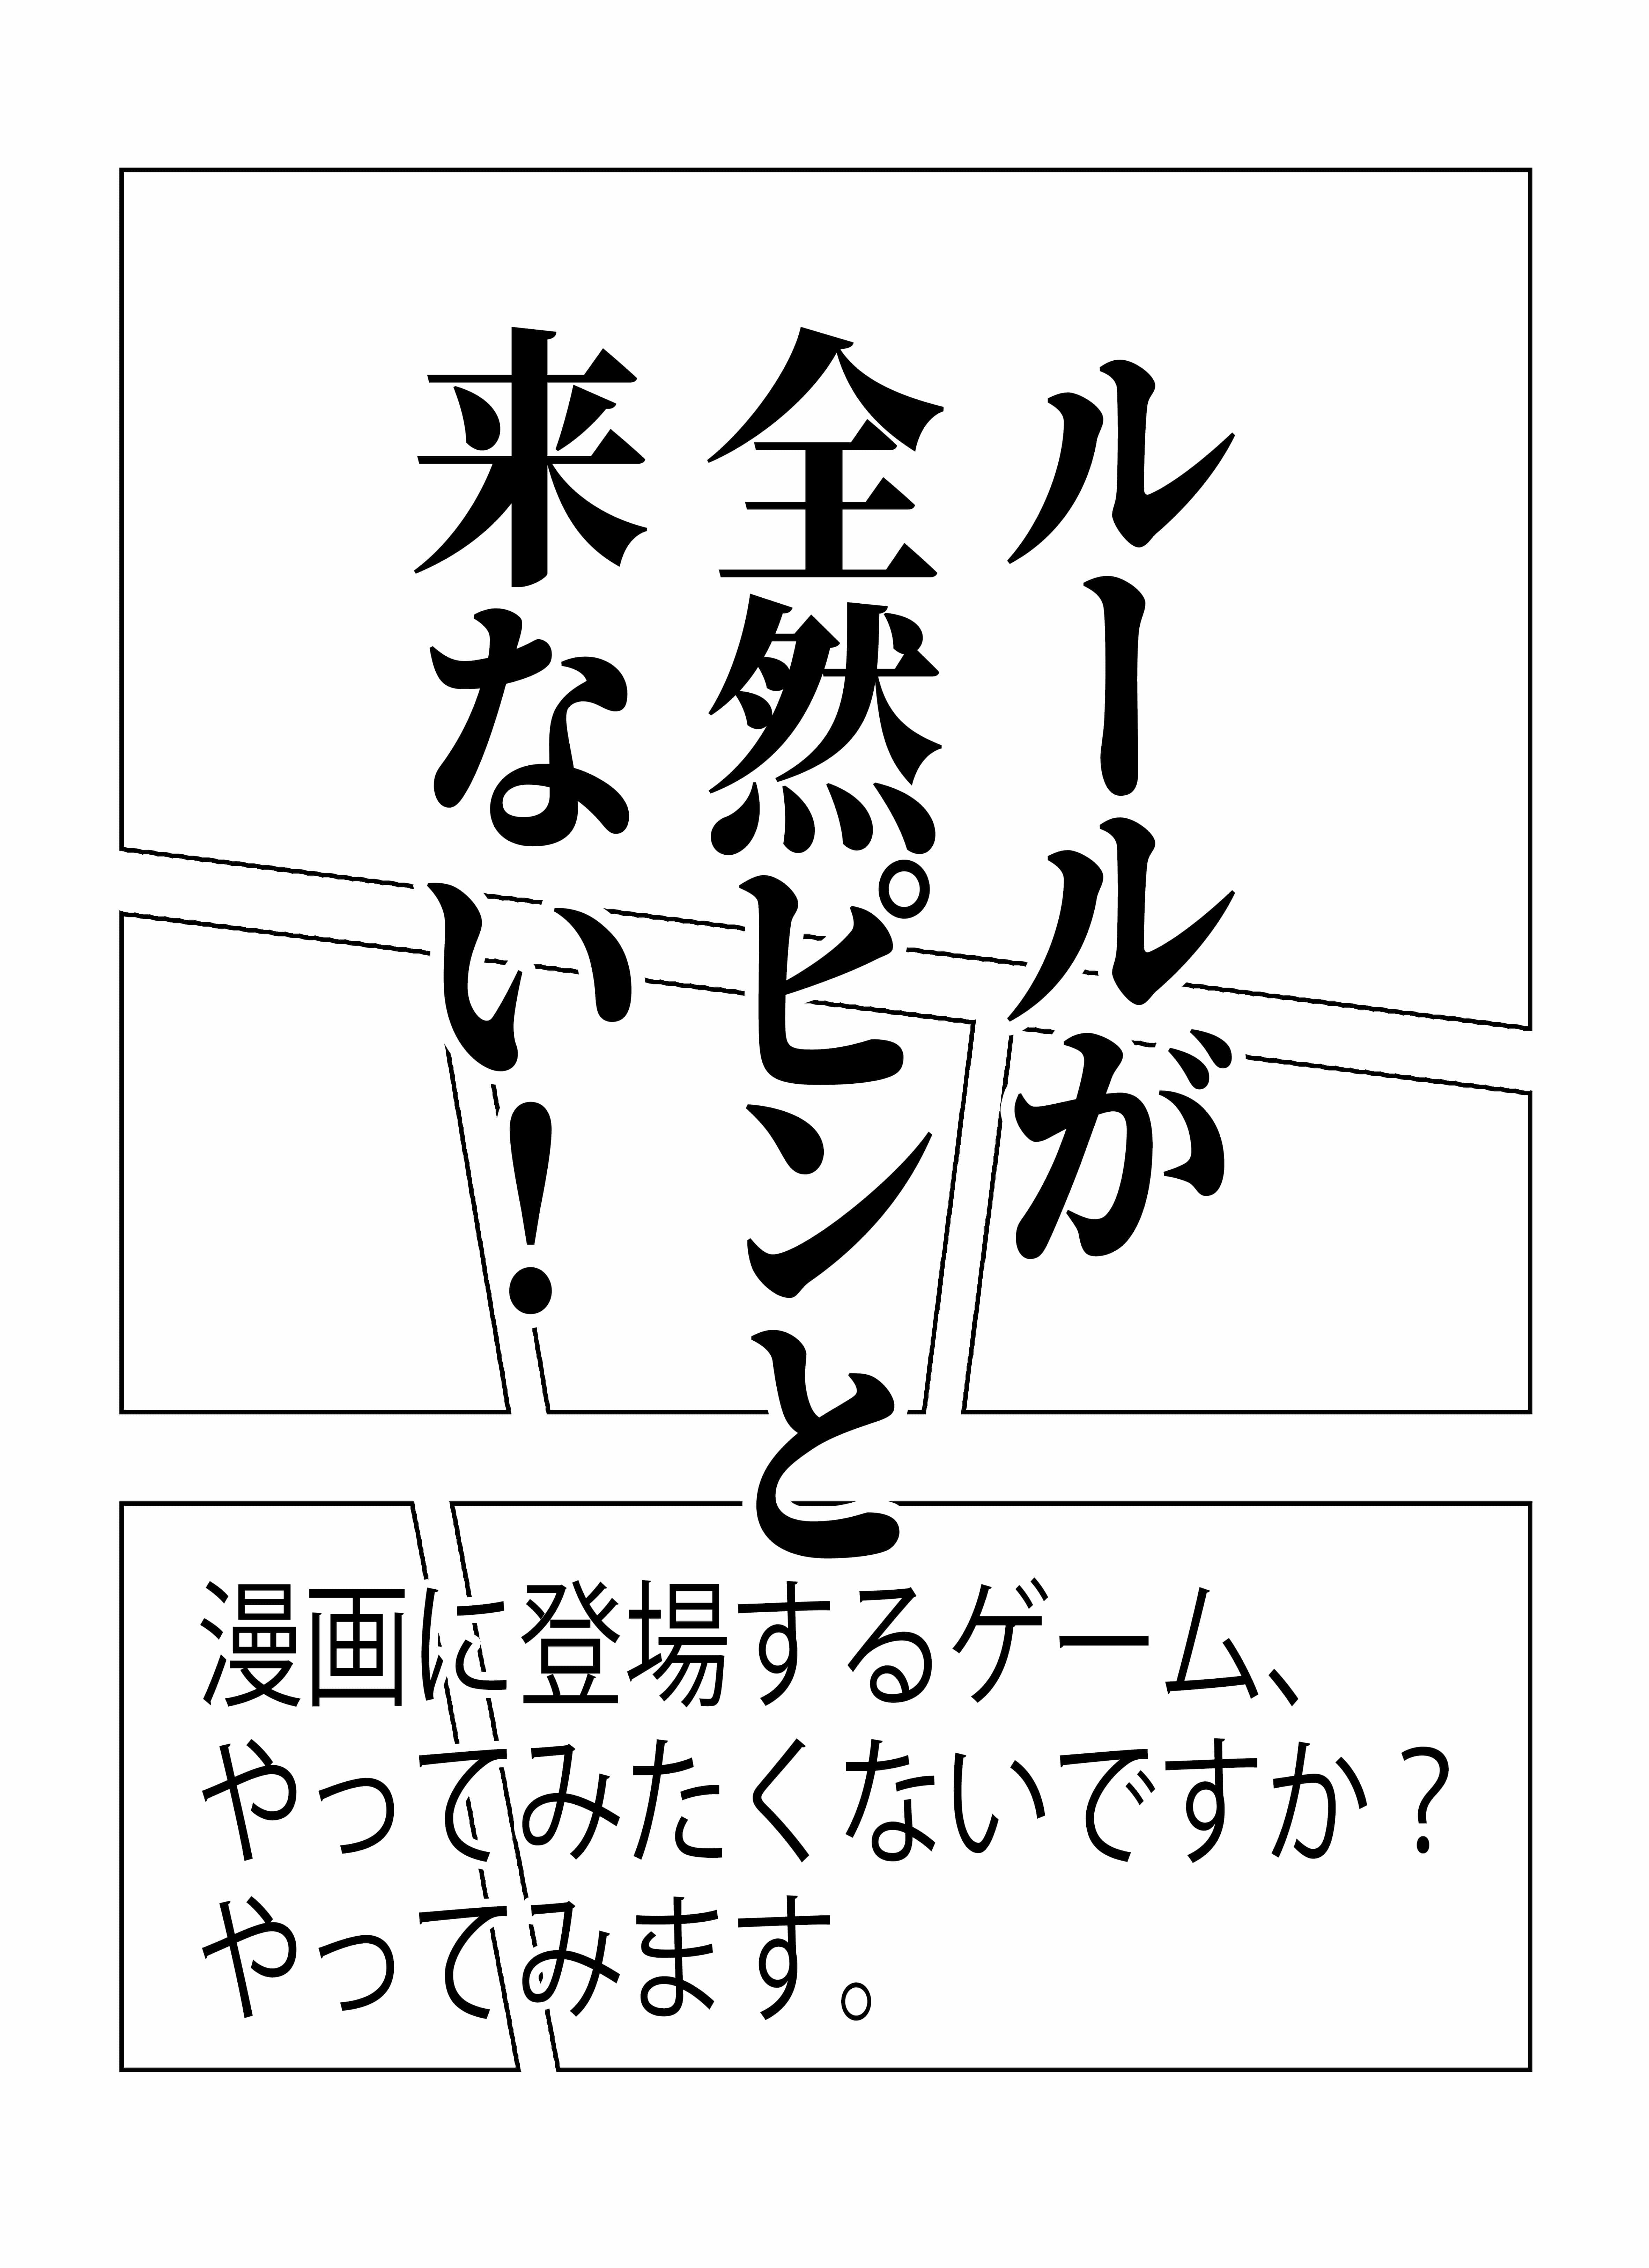 ルールが
全然ピンと
来ない！
漫画に登場するゲーム、
やってみたくないですか？
やってみます。